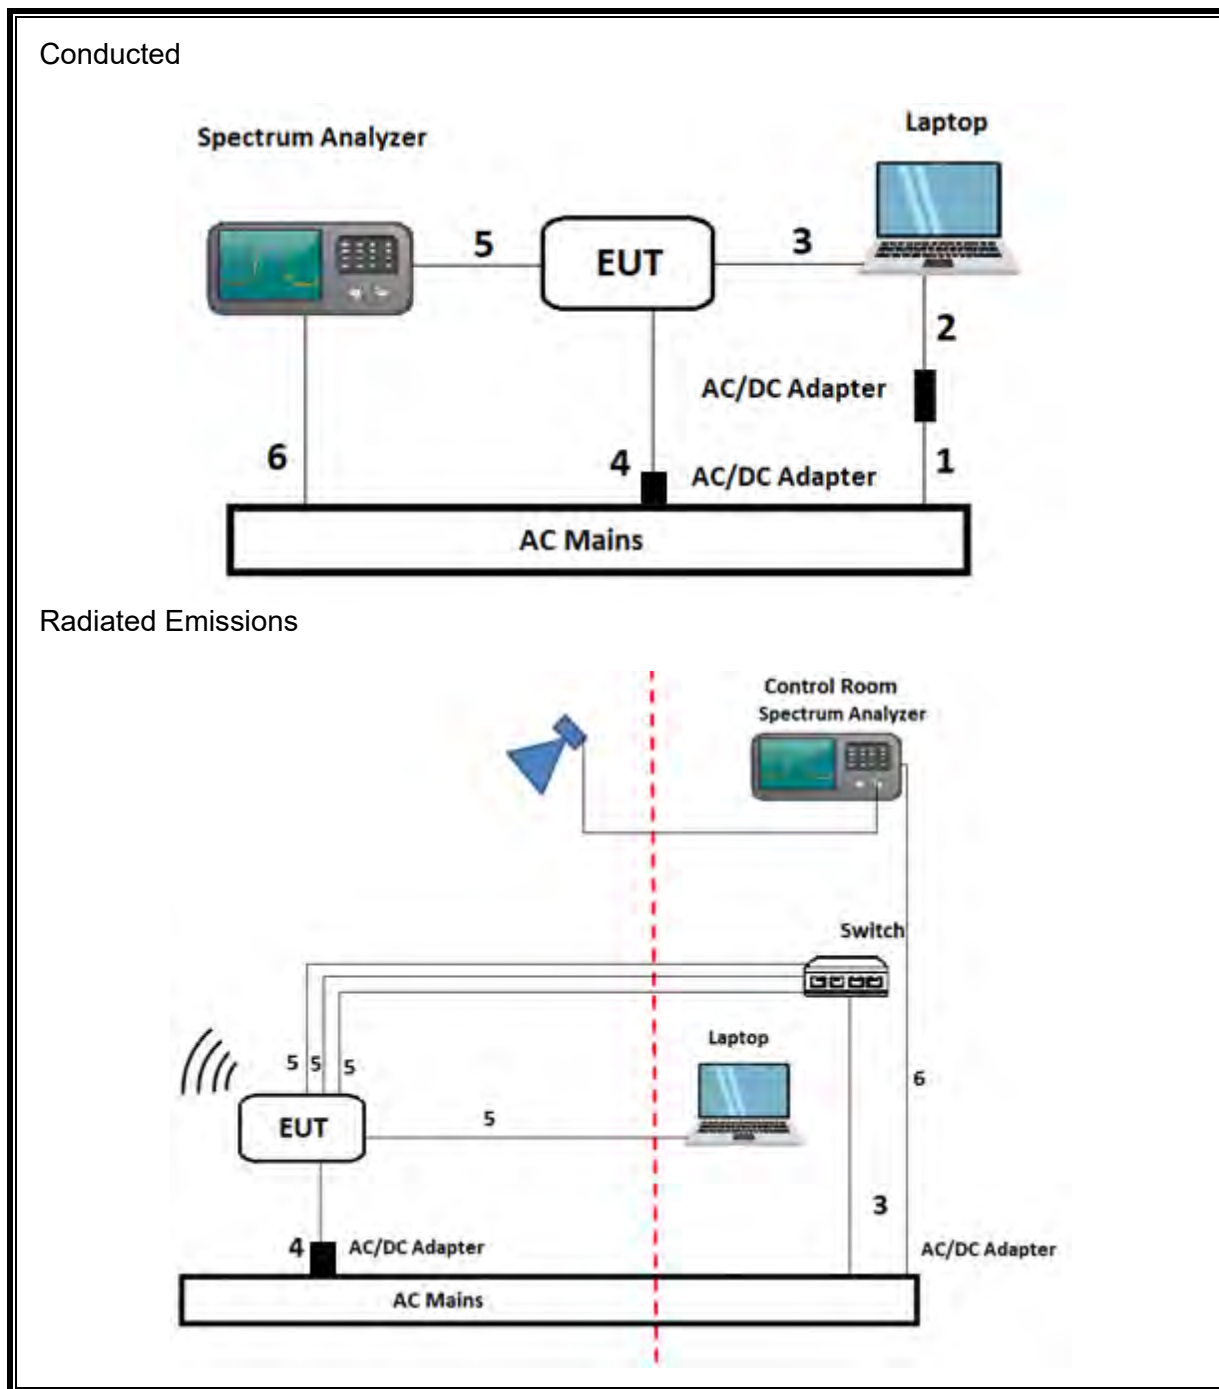 Conducted
Spectrum Analyzer
Laptop
5
EUT
3
2
AC/DC Adapter
6
4
AC/DC Adapter
1
AC Mains
Radiated Emissions
Control Room
Spectrum Analyzer
Switch
Laptop
5 5 5
6
EUT
5
3
4
AC/DC Adapter
AC/DC Adapter
AC Mains